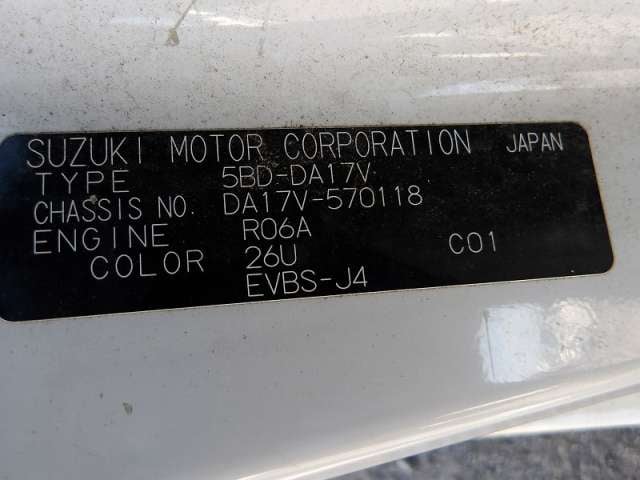 SUZUKI MOTOR CORPORATION JAPAN
TYPE 5BD-DA17V
CHASSIS NO. DA17V-570118
ENGINE R06A
COLOR 26U C01
EVBS-J4